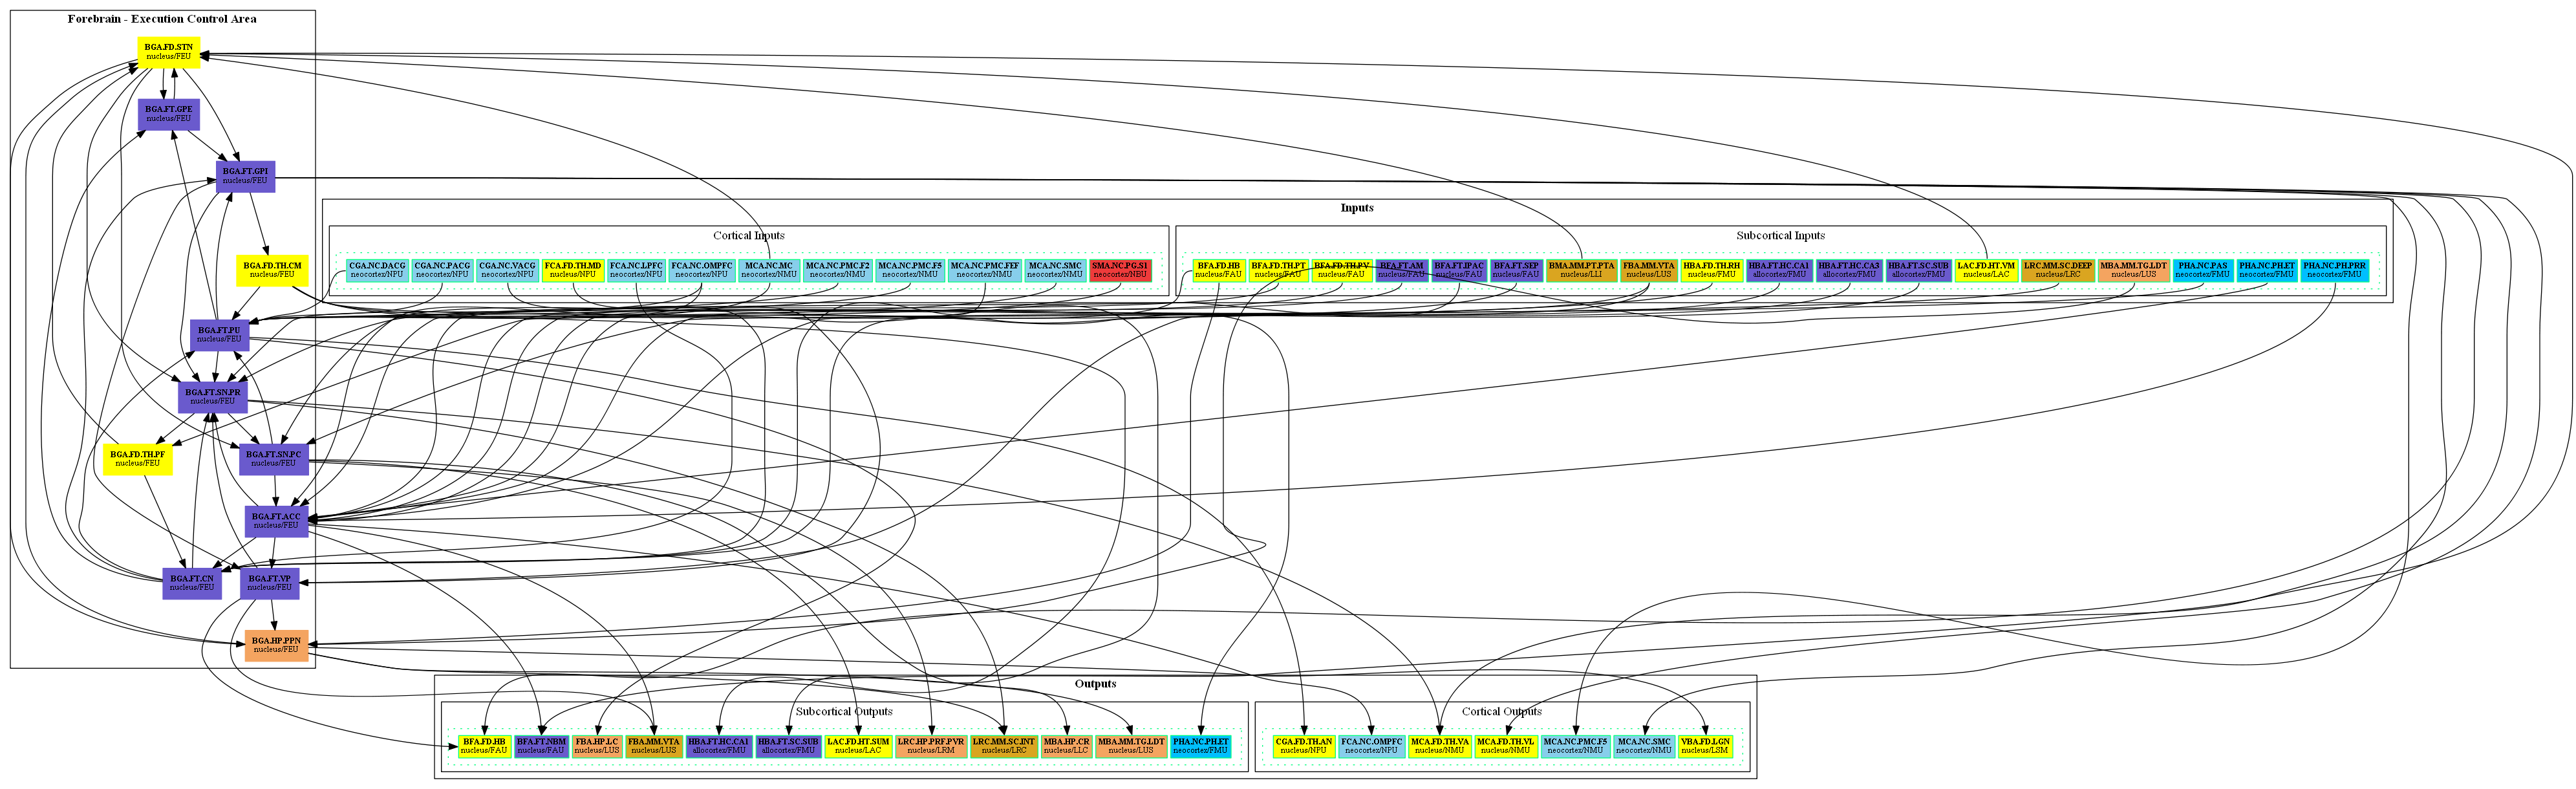 Forebrain - Execution Control Area
BGA.FD.STN
nucleus/FEU
BGA.FT.GPE
nucleus/FEU
BGA.FT.GPI
nucleus/FEU
BGA.FD.TH.CM
nucleus/FEU
BGA.FT.PU
nucleus/FEU
BGA.FT.SN.PR
nucleus/FEU
BGA.FD.TH.PF
nucleus/FEU
BGA.FT.SN.PC
nucleus/FEU
BGA.FT.ACC
nucleus/FEU
BGA.FT.CN
nucleus/FEU
BGA.FT.VP
nucleus/FEU
BGA.HP.PPN
nucleus/FEU
Inputs
Cortical Inputs
CGA.NC.DACG
neocortex/NPU
CGA.NC.PACG
neocortex/NPU
CGA.NC.VACG
neocortex/NPU
FCA.FD.TH.MD
nucleus/NPU
FCA.NC.LPFC
neocortex/NPU
FCA.NC.OMPFC
neocortex/NPU
MCA.NC.MC
neocortex/NMU
MCA.NC.PMC.F2
neocortex/NMU
MCA.NC.PMC.F5
neocortex/NMU
MCA.NC.PMC.FEF
neocortex/NMU
MCA.NC.SMC
neocortex/NMU
SMA.NC.PG.S1
neocortex/NEU
Subcortical Inputs
BFA.FD.HB
nucleus/FAU
BFA.FD.TH.PT
nucleus/FAU
BFA.FD.TH.PV
nucleus/FAU
BFA.FT.AM
nucleus/FAU
BFA.FT.IPAC
nucleus/FAU
BFA.FT.SEP
nucleus/FAU
BMA.MM.PT.PTA
nucleus/LLI
FBA.MM.VTA
nucleus/LUS
HBA.FD.TH.RH
nucleus/FMU
HBA.FT.HC.CA1
allocortex/FMU
HBA.FT.HC.CA3
allocortex/FMU
HBA.FT.SC.SUB
allocortex/FMU
LAC.FD.HT.VM
nucleus/LAC
LRC.MM.SC.DEEP
nucleus/LRC
MBA.MM.TG.LDT
nucleus/LUS
PHA.NC.PAS
neocortex/FMU
PHA.NC.PH.ET
neocortex/FMU
PHA.NC.PH.PRR
neocortex/FMU
Outputs
Subcortical Outputs
BFA.FD.HB
nucleus/FAU
BFA.FT.NBM
nucleus/FAU
FBA.HP.LC
nucleus/LUS
FBA.MM.VTA
nucleus/LUS
HBA.FT.HC.CA1
allocortex/FMU
HBA.FT.SC.SUB
allocortex/FMU
LAC.FD.HT.SUM
nucleus/LAC
LRC.HP.PRF.PVR
nucleus/LRM
LRC.MM.SC.INT
nucleus/LRC
MBA.HP.CR
nucleus/LLC
MBA.MM.TG.LDT
nucleus/LUS
PHA.NC.PH.ET
neocortex/FMU
Cortical Outputs
CGA.FD.TH.AN
nucleus/NPU
FCA.NC.OMPFC
neocortex/NPU
MCA.FD.TH.VA
nucleus/NMU
MCA.FD.TH.VL
nucleus/NMU
MCA.NC.PMC.F5
neocortex/NMU
MCA.NC.SMC
neocortex/NMU
VBA.FD.LGN
nucleus/LSM